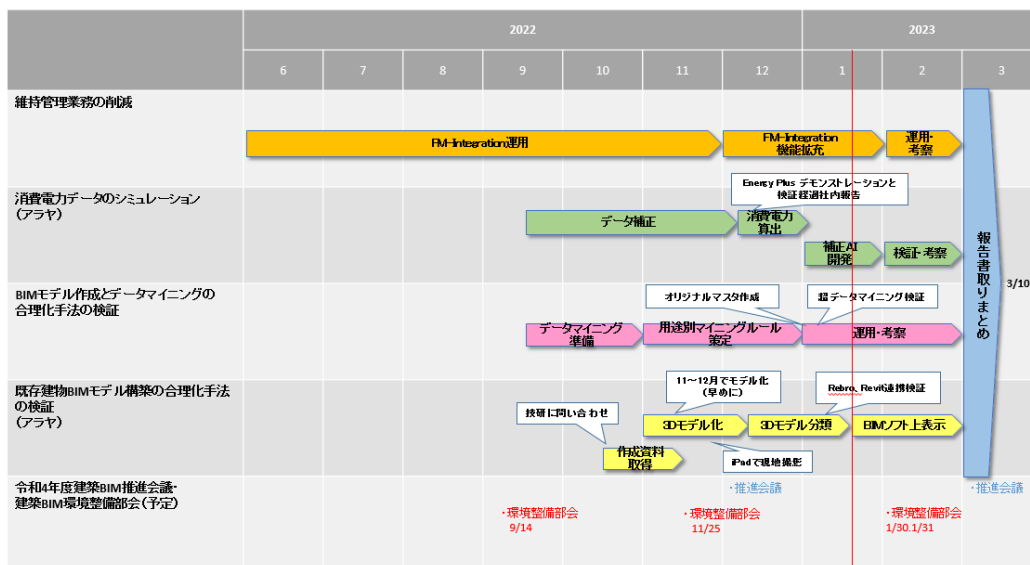 2022
2023
6
7
8
9
10
11
12
1
2
3
維持管理業務の削減
FM-Integration運用
FM-Integration
機能拡充
運用・
考察
消費電力データのシミュレーション
(アラヤ)
Energy Plus デモンストレーションと
検証経過社内報告
データ補正
消費電力
算出
補正AI
開発
検証・考察
報告書取りまとめ
3/10
BIMモデル作成とデータマイニングの
合理化手法の検証
オリジナルマスタ作成
超データマイニング検証
データマイニング
準備
用途別マイニングルール
策定
運用・考察
既存建物BIMモデル構築の合理化手法
の検証
(アラヤ)
11～12月でモデル化
(早めに)
Rebro、Revit連携検証
技研に問い合わせ
3Dモデル化
3Dモデル分類
BIMソフト上表示
作成資料
取得
iPadで現地撮影
令和4年度建築BIM推進会議・
建築BIM環境整備部会(予定)
・推進会議
・推進会議
・環境整備部会
9/14
・環境整備部会
11/25
・環境整備部会
1/30.1/31